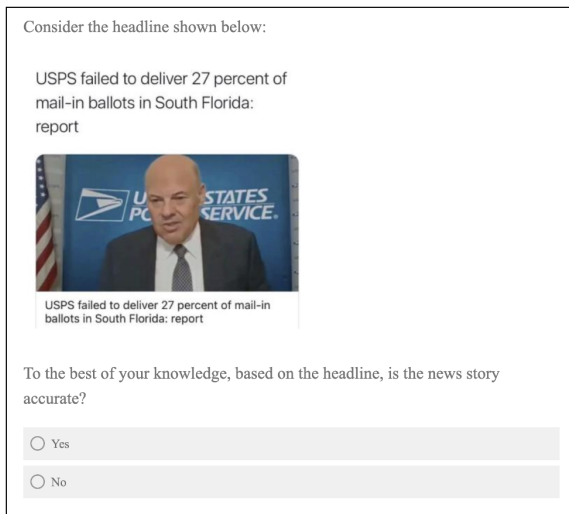 Consider the headline shown below:
USPS failed to deliver 27 percent of
mail-in ballots in South Florida:
report
STATES
SERVICE.
USPS failed to deliver 27 percent of mail-in
ballots in South Florida: report
To the best of your knowledge, based on the headline, is the news story
accurate?
Yes
No